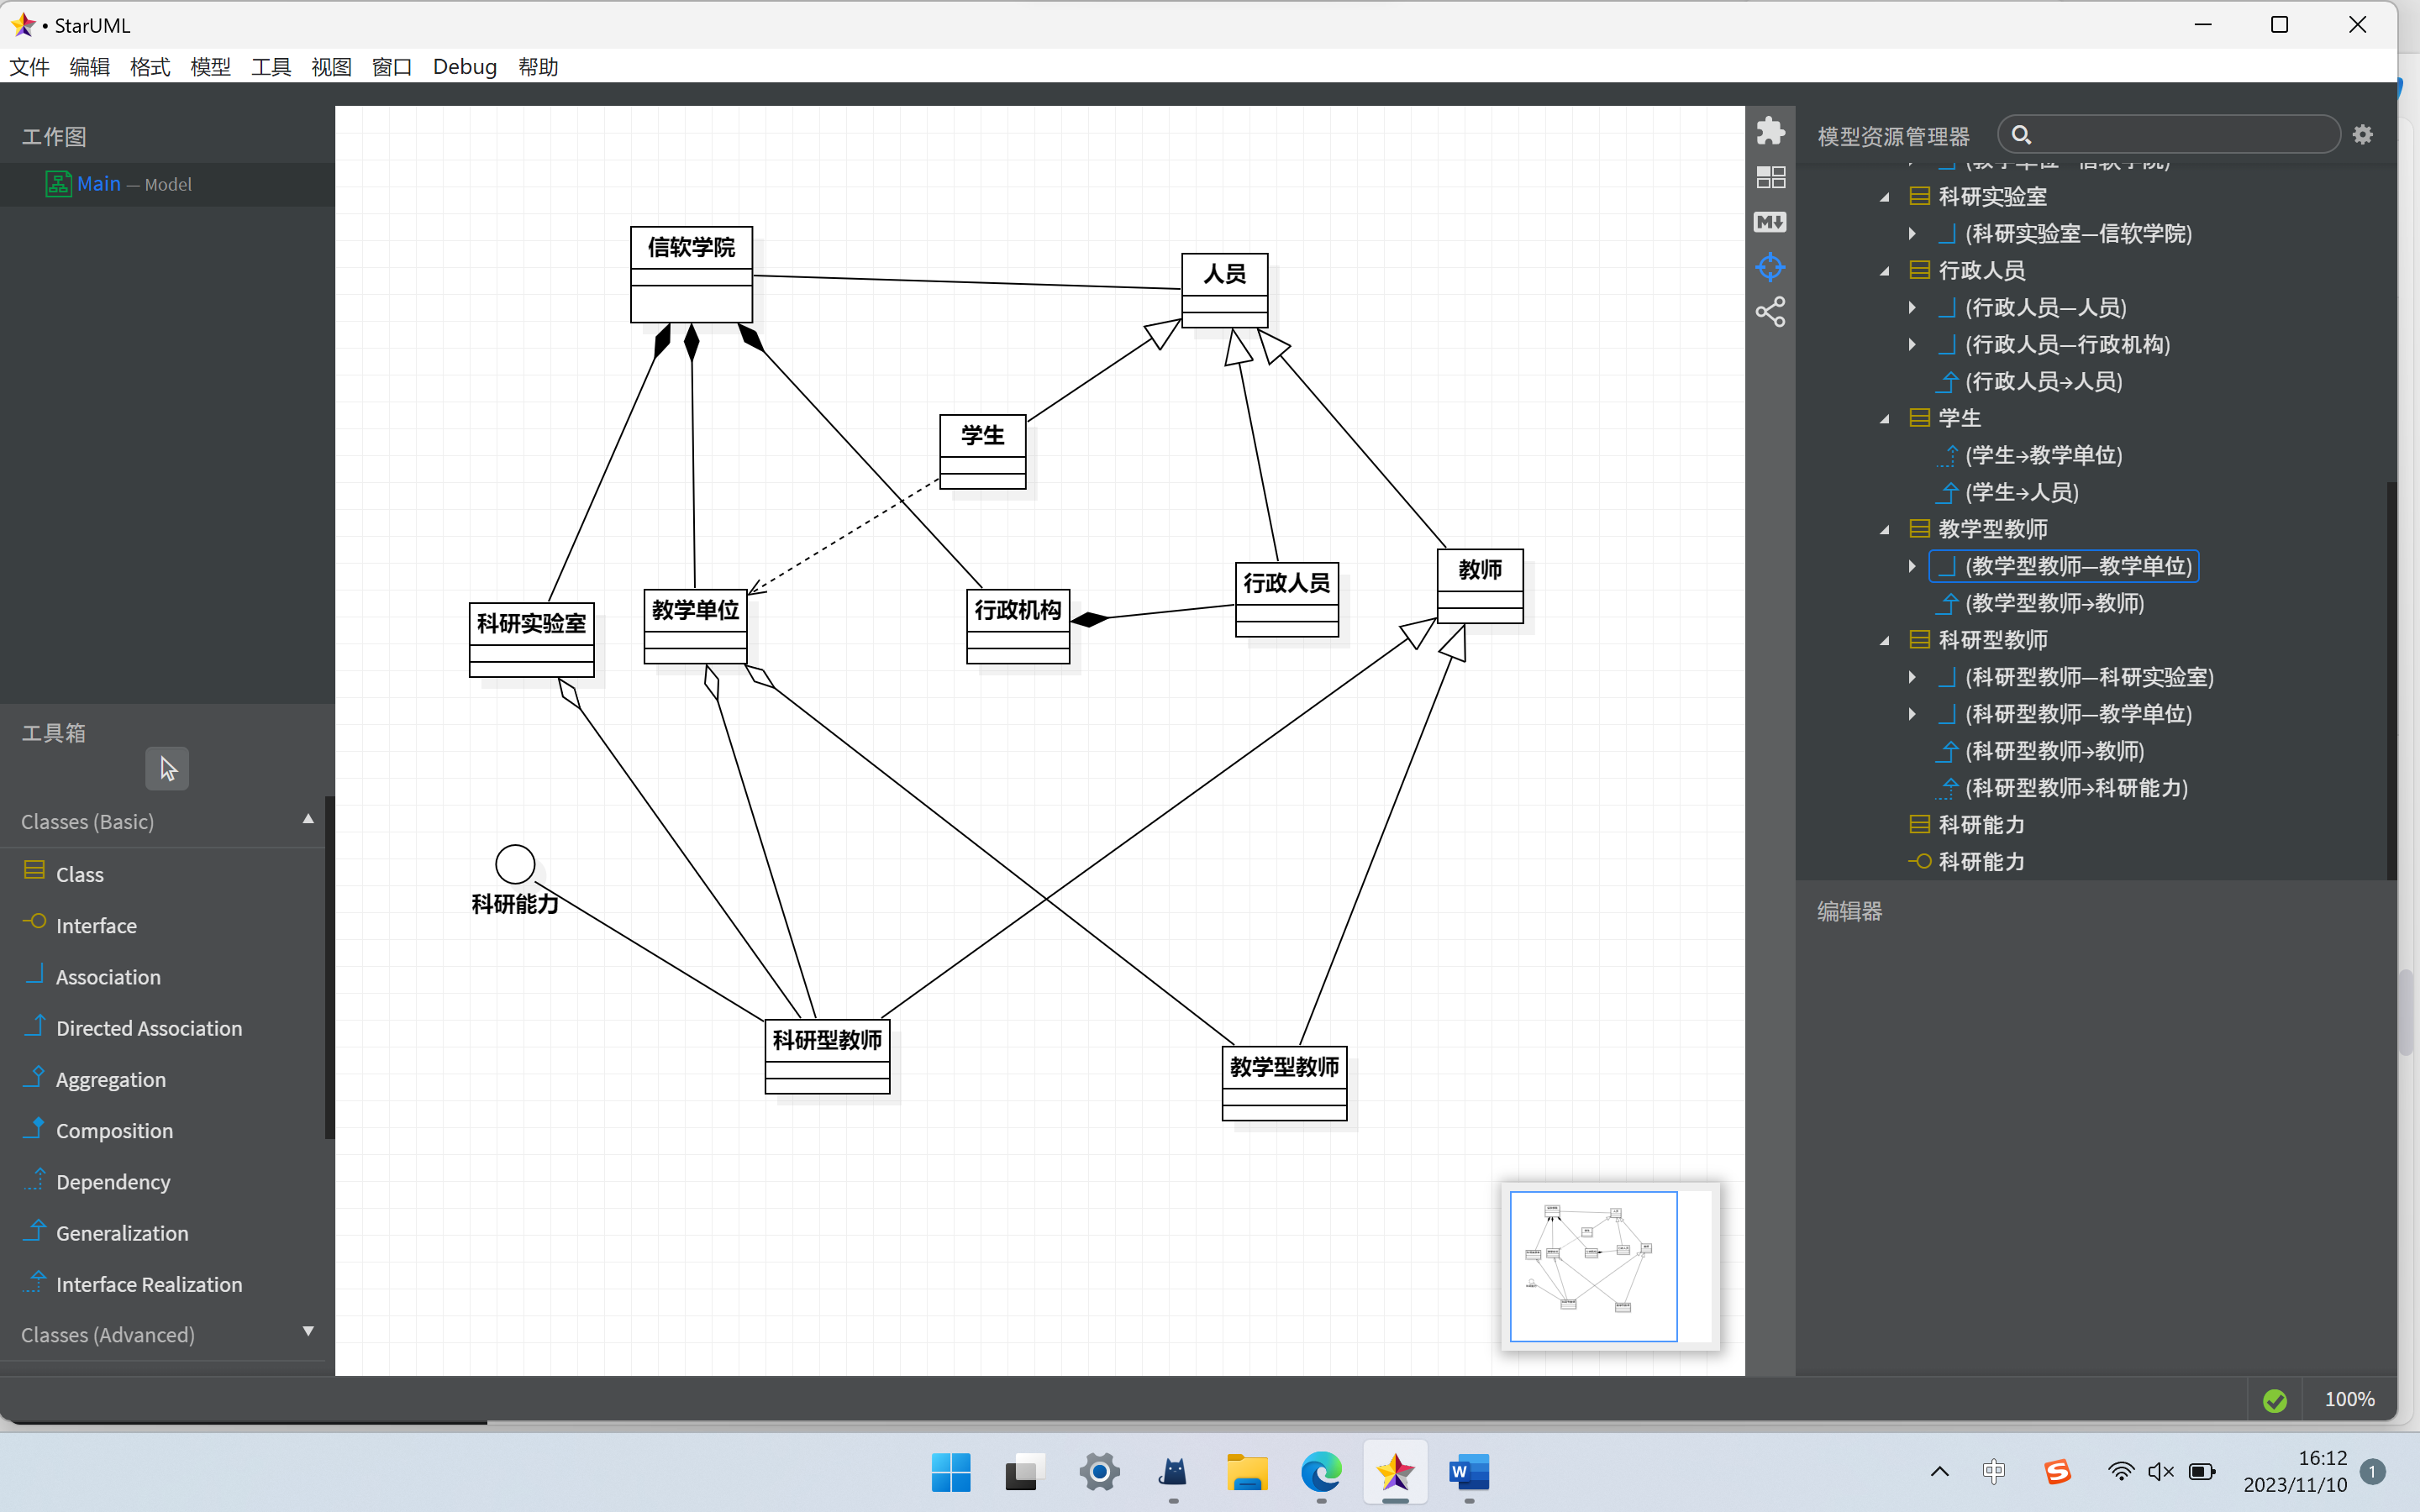 • StarUML
文件 编辑 格式 模型 工具 视图 窗口 Debug 帮助
工作图
Main — Model
工具箱
Classes (Basic)
Class
Interface
Association
Directed Association
Aggregation
Composition
Dependency
Generalization
Interface Realization
Classes (Advanced)
信软学院
人员
学生
科研实验室
教学单位
行政机构
行政人员
教师
科研能力
科研型教师
教学型教师
模型资源管理器
(教学单位—信软学院)
科研实验室
(科研实验室—信软学院)
行政人员
(行政人员—人员)
(行政人员—行政机构)
(行政人员→人员)
学生
(学生→教学单位)
(学生→人员)
教学型教师
(教学型教师—教学单位)
(教学型教师→教师)
科研型教师
(科研型教师—科研实验室)
(科研型教师—教学单位)
(科研型教师→教师)
(科研型教师→科研能力)
科研能力
科研能力
编辑器
100%
中
16:12
2023/11/10
1